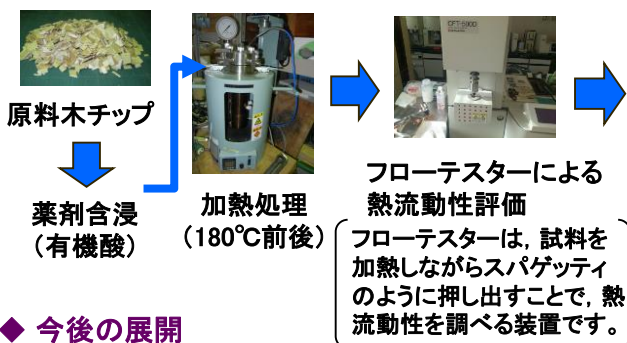 原料木チップ
薬剤含浸
(有機酸)
加熱処理
(180℃前後)
CFT-500D
フローテスターによる
熱流動性評価
フローテスターは,試料を
加熱しながらスパゲッティ
のように押し出すことで,熱
流動性を調べる装置です。
◆ 今後の展開